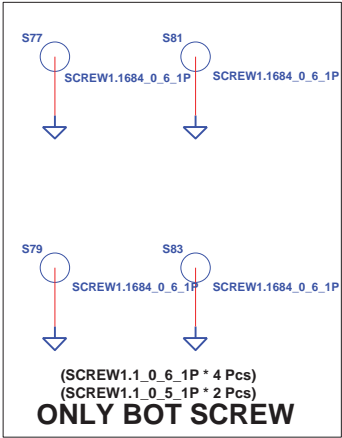 S77
S81
SCREW1.1684_0_6_1P
SCREW1.1684_0_6_1P
S79
S83
SCREW1.1684_0_6_1P
SCREW1.1684_0_6_1P
(SCREW1.1_0_6_1P * 4 Pcs)
(SCREW1.1_0_5_1P * 2 Pcs)
ONLY BOT SCREW